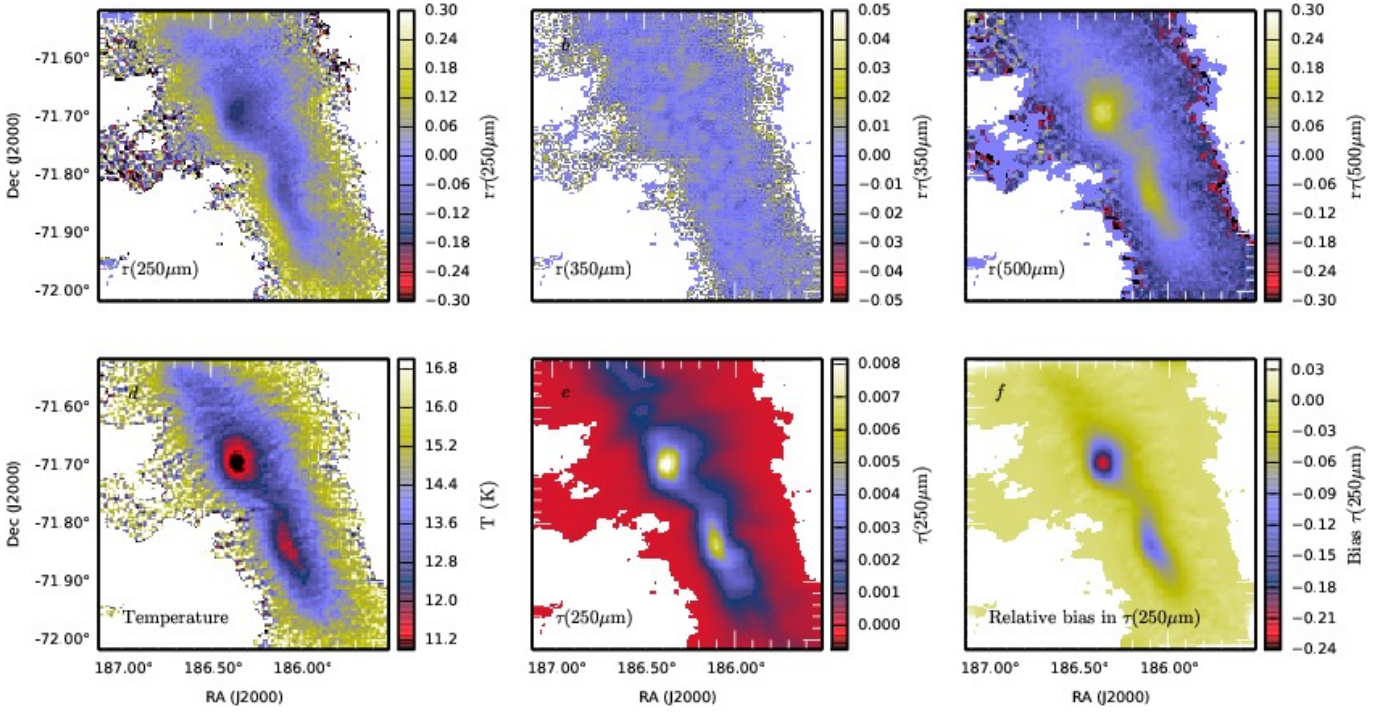 a
r(250μm)
-71.60°
-71.70°
-71.80°
-71.90°
-72.00°
Dec (J2000)
0.30
0.24
0.18
0.12
0.06
0.00
−0.06
−0.12
−0.18
−0.24
−0.30
rτ(250μm)
b
r(350μm)
0.05
0.04
0.03
0.02
0.01
0.00
−0.01
−0.02
−0.03
−0.04
−0.05
rτ(350μm)
r(500μm)
0.30
0.24
0.18
0.12
0.06
0.00
−0.06
−0.12
−0.18
−0.24
−0.30
rτ(500μm)
d
Temperature
-71.60°
-71.70°
-71.80°
-71.90°
-72.00°
Dec (J2000)
187.00° 186.50° 186.00°
RA (J2000)
16.8
16.0
15.2
14.4
13.6
12.8
12.0
11.2
T (K)
e
τ(250μm)
187.00° 186.50° 186.00°
RA (J2000)
0.008
0.007
0.006
0.005
0.004
0.003
0.002
0.001
0.000
τ(250μm)
f
Relative bias in τ(250μm)
187.00° 186.50° 186.00°
RA (J2000)
0.03
0.00
−0.03
−0.06
−0.09
−0.12
−0.15
−0.18
−0.21
−0.24
Bias τ(250μm)